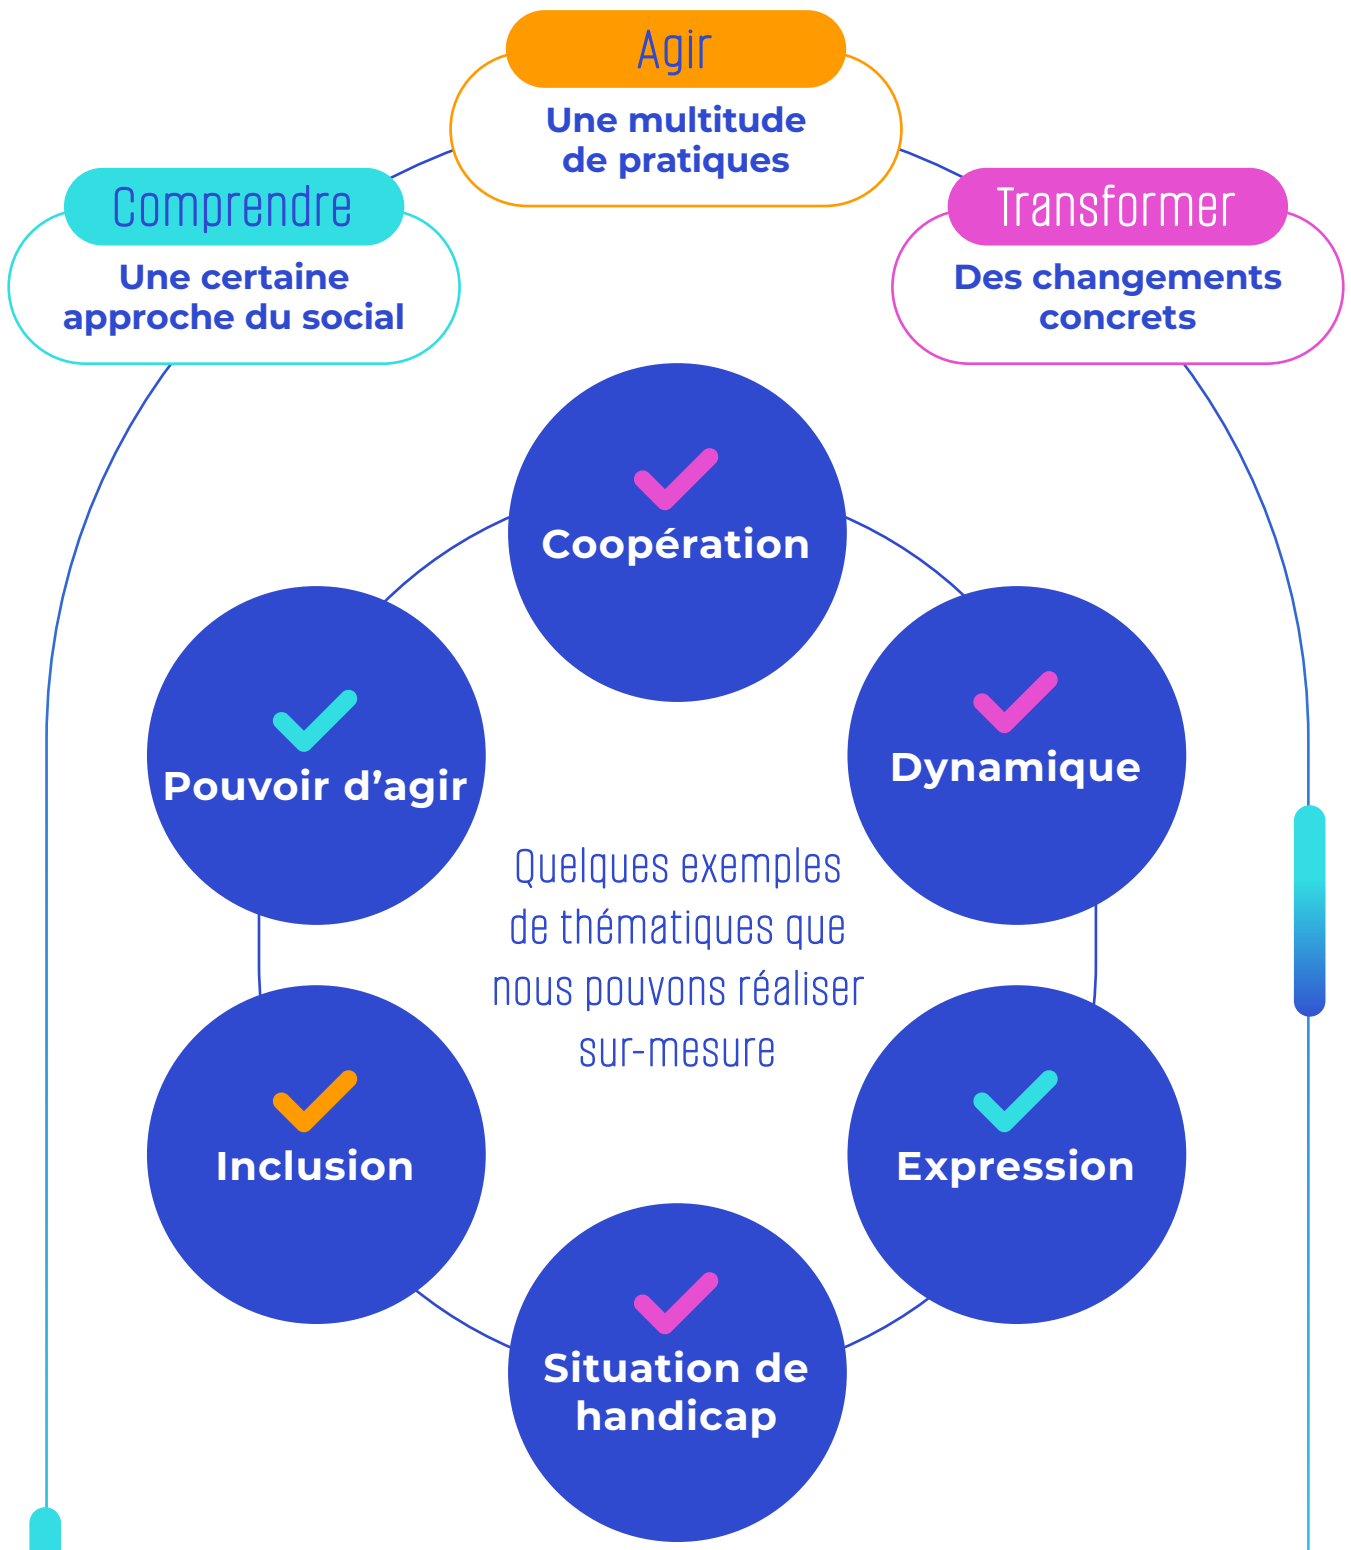 Agir
Une multitude
de pratiques
Comprendre
Une certaine
approche du social
Transformer
Des changements
concrets
Coopération
Pouvoir d’agir
Dynamique
Quelques exemples
de thématiques que
nous pouvons réaliser
sur-mesure
Inclusion
Expression
Situation de
handicap